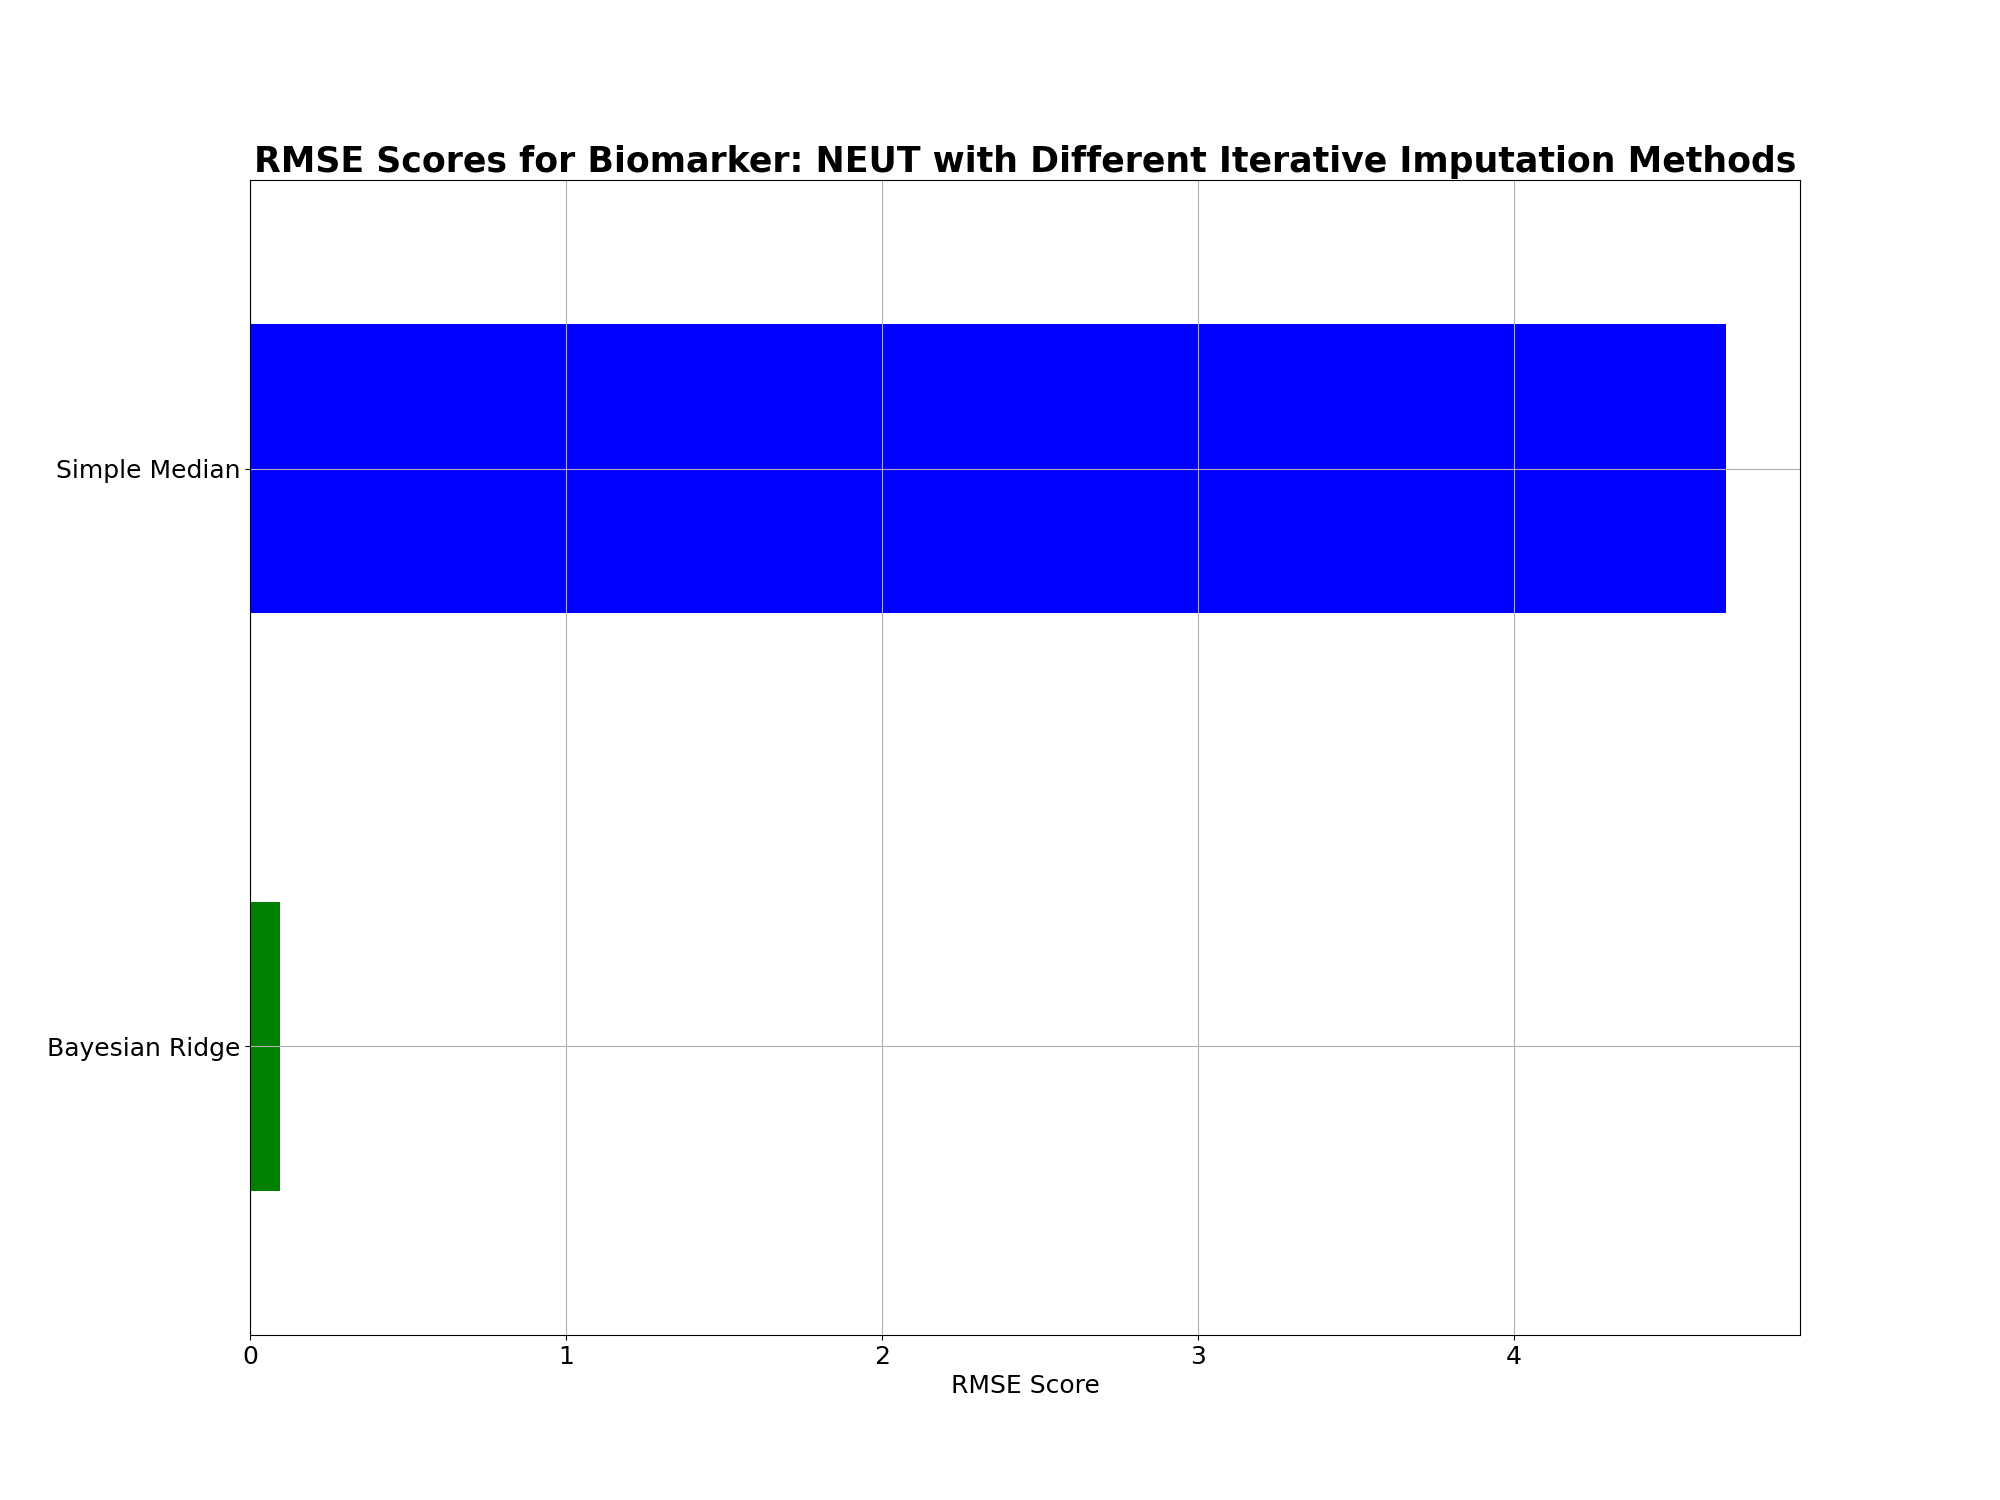 RMSE Scores for Biomarker: NEUT with Different Iterative Imputation Methods
Simple Median
Bayesian Ridge
0 1 2 3 4
RMSE Score